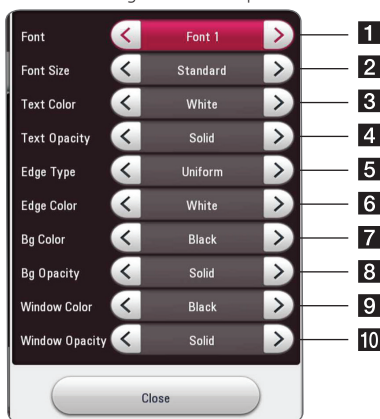 Font < Font 1 > 1
Font Size < Standard > 2
Text Color < White > 3
Text Opacity < Solid > 4
Edge Type < Uniform > 5
Edge Color < White > 6
Bg Color < Black > 7
Bg Opacity < Solid > 8
Window Color < Black > 9
Window Opacity < Solid > 10
Close